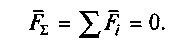 F̅_Σ = ∑ F̅_i = 0.